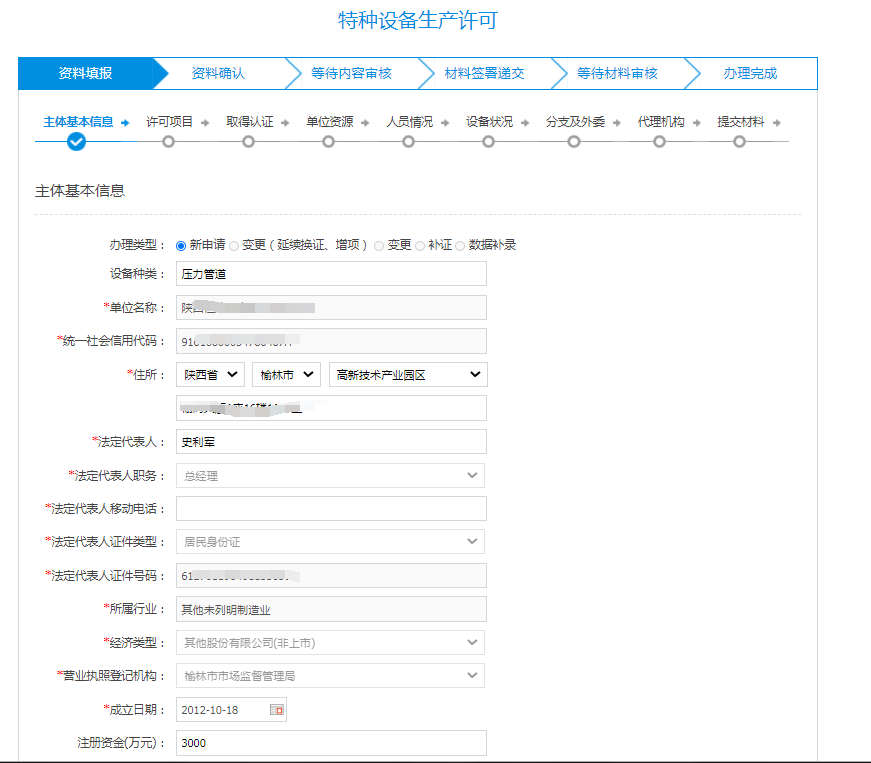 特种设备生产许可
资料填报 资料确认 等待内容审核 材料签署递交 等待材料审核 办理完成
主体基本信息 许可项目 取得认证 单位资源 人员情况 设备状况 分支及外委 代理机构 提交材料
主体基本信息
办理类型： 新申请 变更（延续换证、增项） 变更 补证 数据补录
设备种类： 压力管道
*单位名称： 陕
*统一社会信用代码： 91
*住所： 陕西省 榆林市 高新技术产业园区
*法定代表人： 史利军
*法定代表人职务： 总经理
*法定代表人移动电话：
*法定代表人证件类型： 居民身份证
*法定代表人证件号码： 61
*所属行业： 其他未列明制造业
*经济类型： 其他股份有限公司(非上市)
*营业执照登记机构： 榆林市市场监督管理局
*成立日期： 2012-10-18
注册资金(万元)： 3000